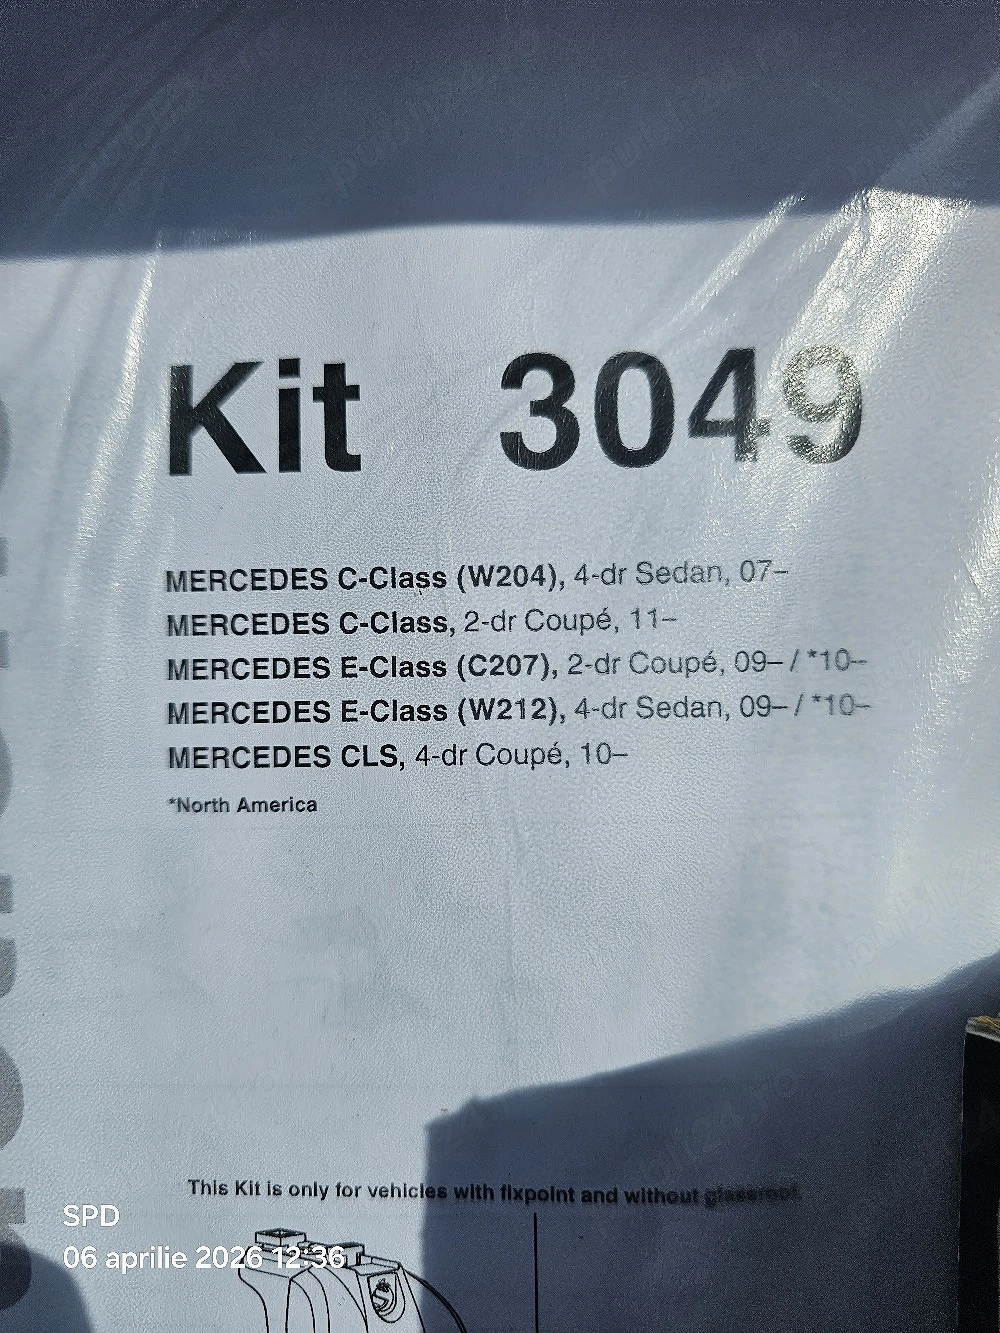 Kit 3049
MERCEDES C-Class (W204), 4-dr Sedan, 07–
MERCEDES C-Class, 2-dr Coupé, 11–
MERCEDES E-Class (C207), 2-dr Coupé, 09– / *10–
MERCEDES E-Class (W212), 4-dr Sedan, 09– / *10–
MERCEDES CLS, 4-dr Coupé, 10–
*North America
This Kit is only for vehicles with fixpoint and without glassroof.
SPD
06 aprilie 2026 12:36